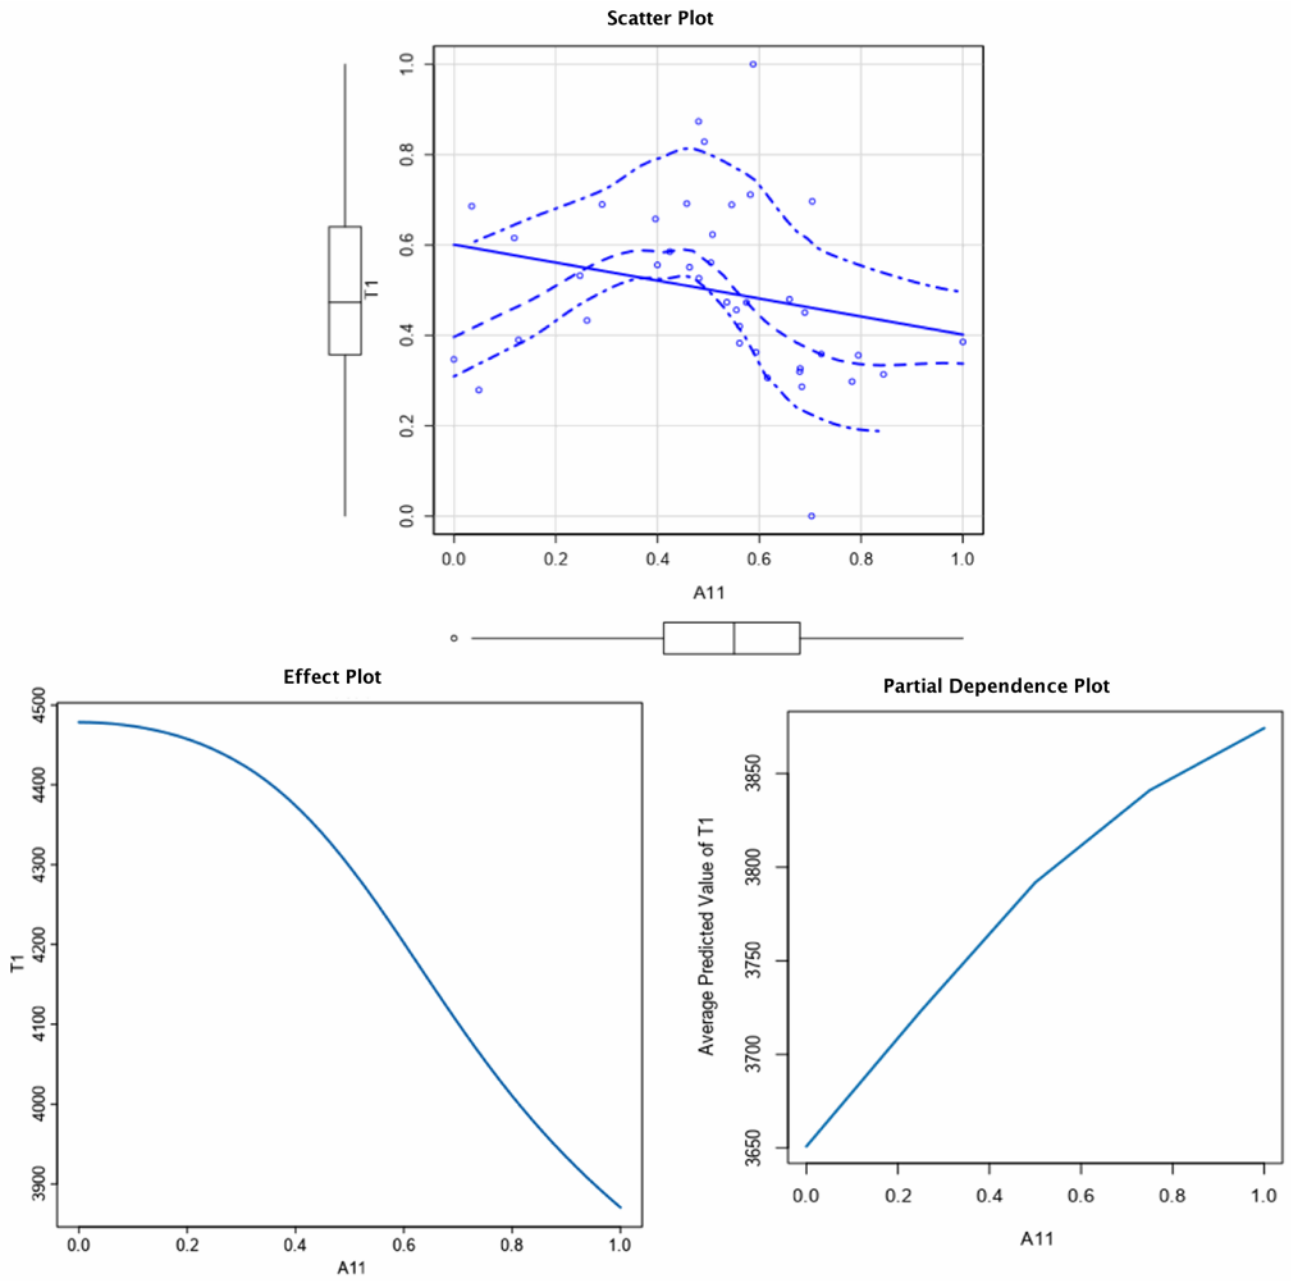 Scatter Plot
1.0
0.8
0.6
0.4
0.2
0.0
T1
0.0 0.2 0.4 0.6 0.8 1.0
A11
Effect Plot
4500
4400
4300
4200
4100
4000
3900
T1
0.0 0.2 0.4 0.6 0.8 1.0
A11
Partial Dependence Plot
Average Predicted Value of T1
3850
3800
3750
3700
3650
0.0 0.2 0.4 0.6 0.8 1.0
A11